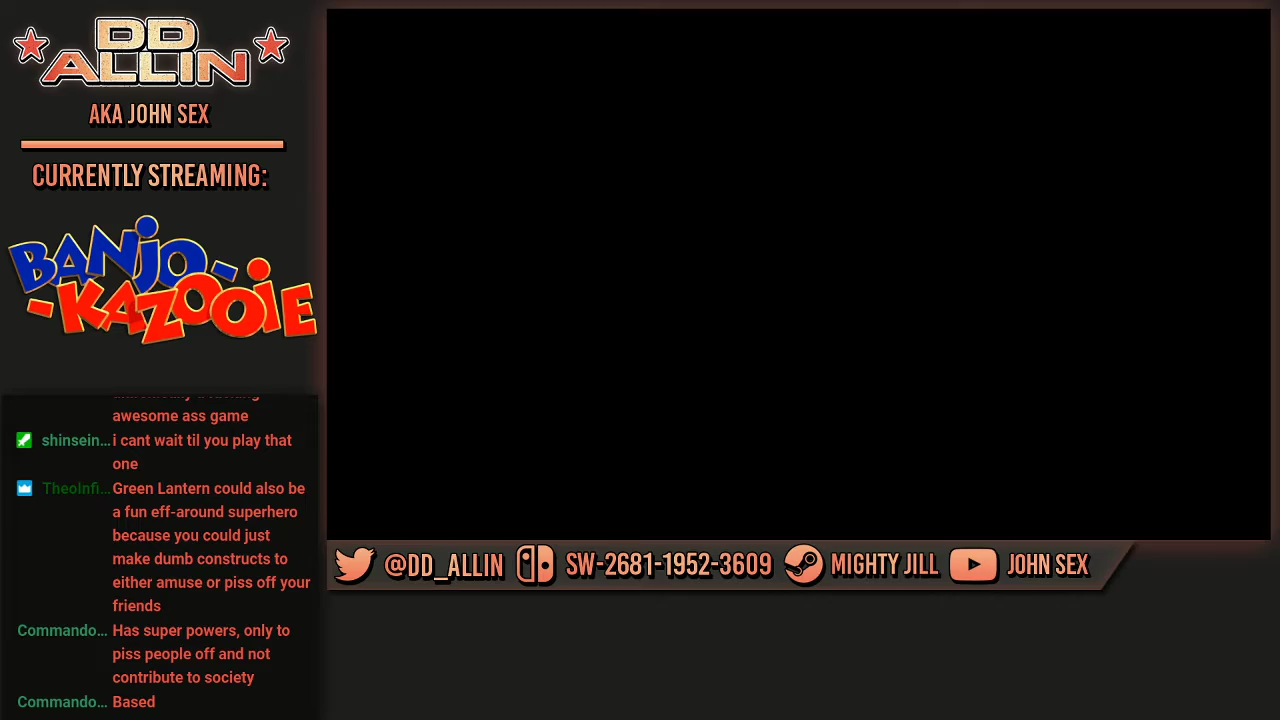 DD
ALLIN
AKA JOHN SEX
CURRENTLY STREAMING:
BANJO-
-KAZOOIE
awesome ass game
shinsein... i cant wait til you play that
one
TheoInfi... Green Lantern could also be
a fun eff-around superhero
because you could just
make dumb constructs to
either amuse or piss off your
friends
Commando... Has super powers, only to
piss people off and not
contribute to society
Commando... Based
@DD_ALLIN SW-2681-1952-3609 MIGHTY JILL JOHN SEX